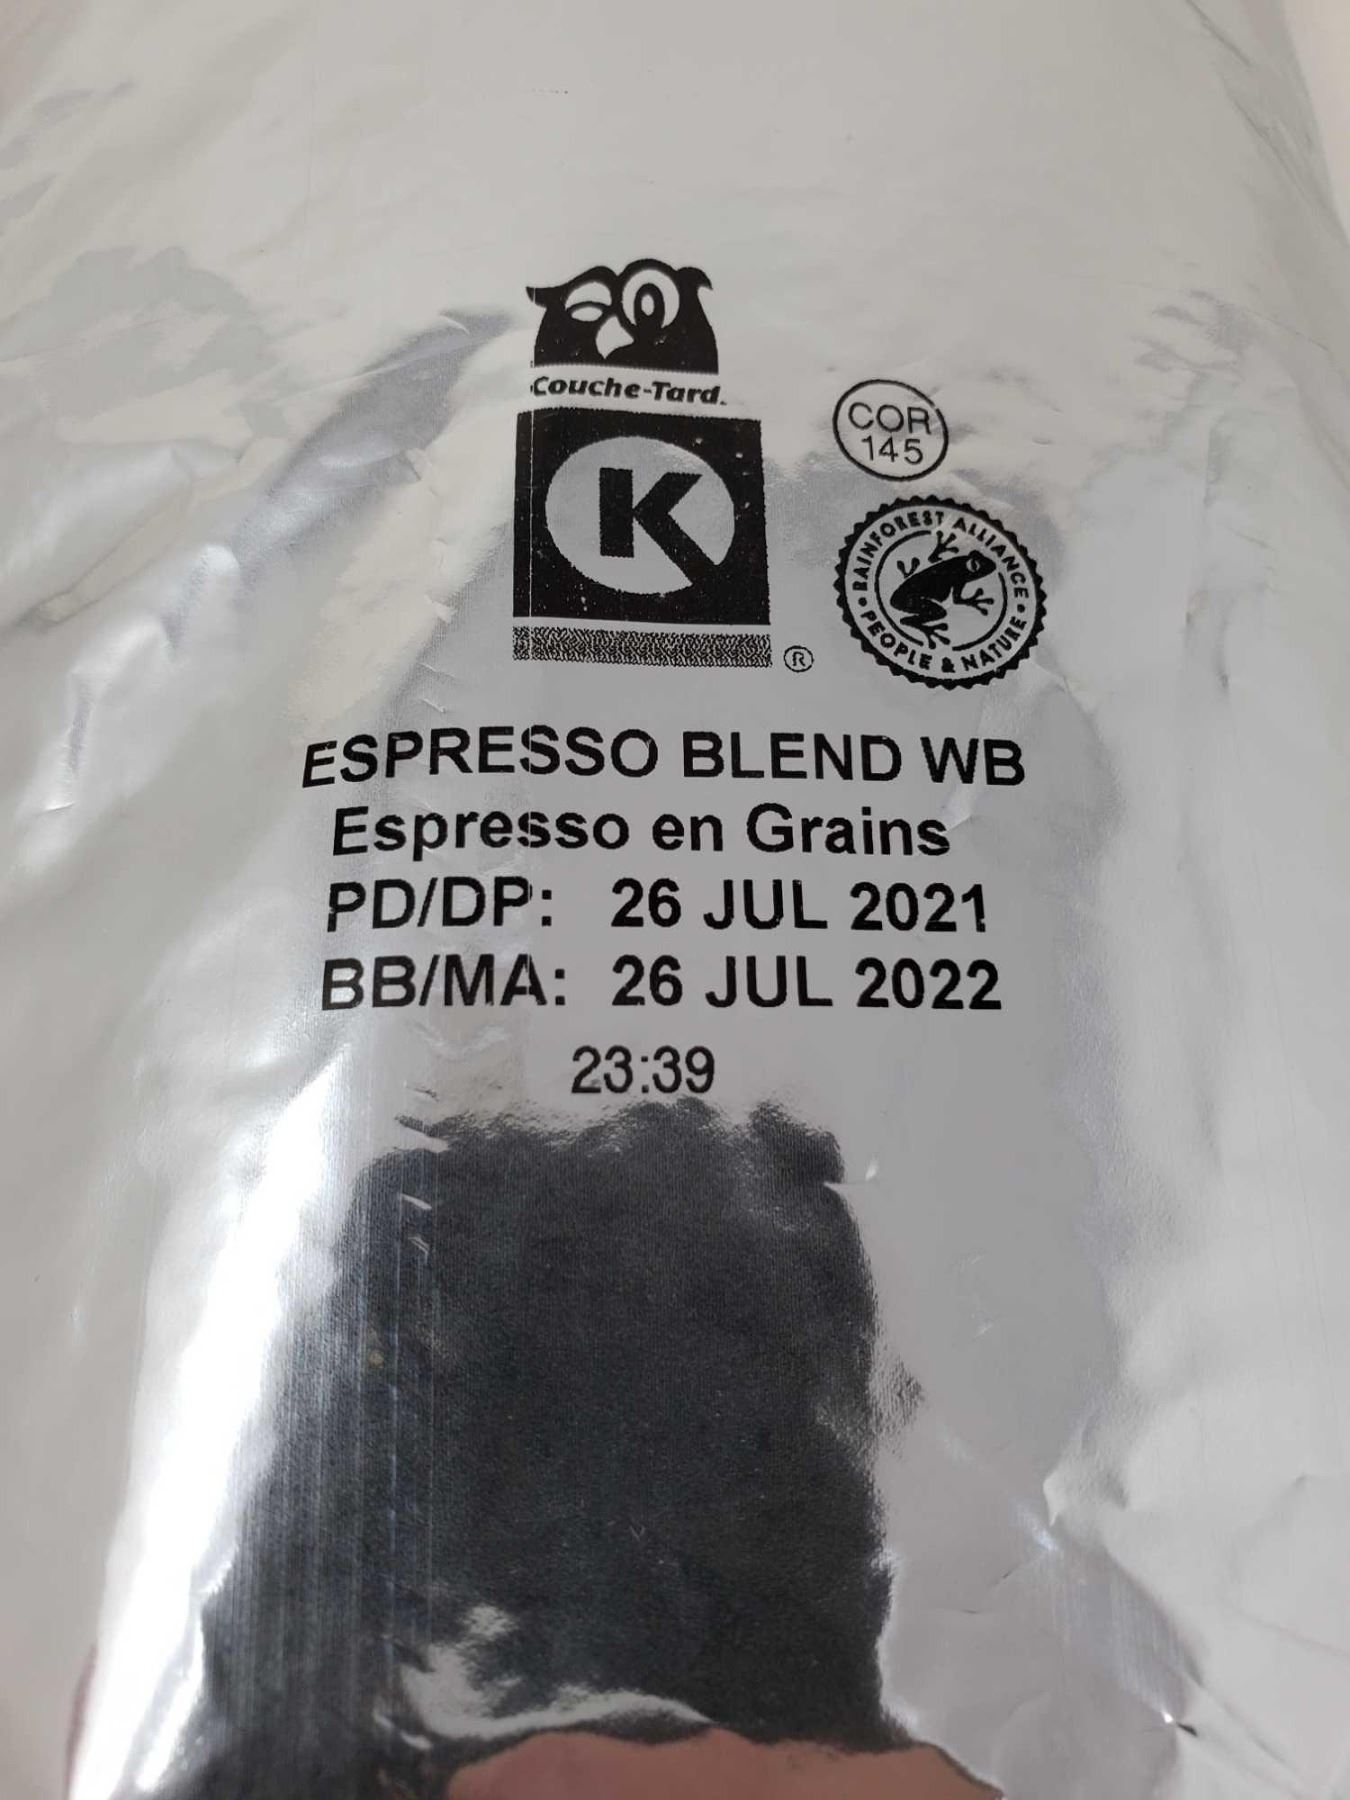 Couche-Tard.
K
®
COR
145
RAINFOREST ALLIANCE
PEOPLE & NATURE
ESPRESSO BLEND WB
Espresso en Grains
PD/DP: 26 JUL 2021
BB/MA: 26 JUL 2022
23:39